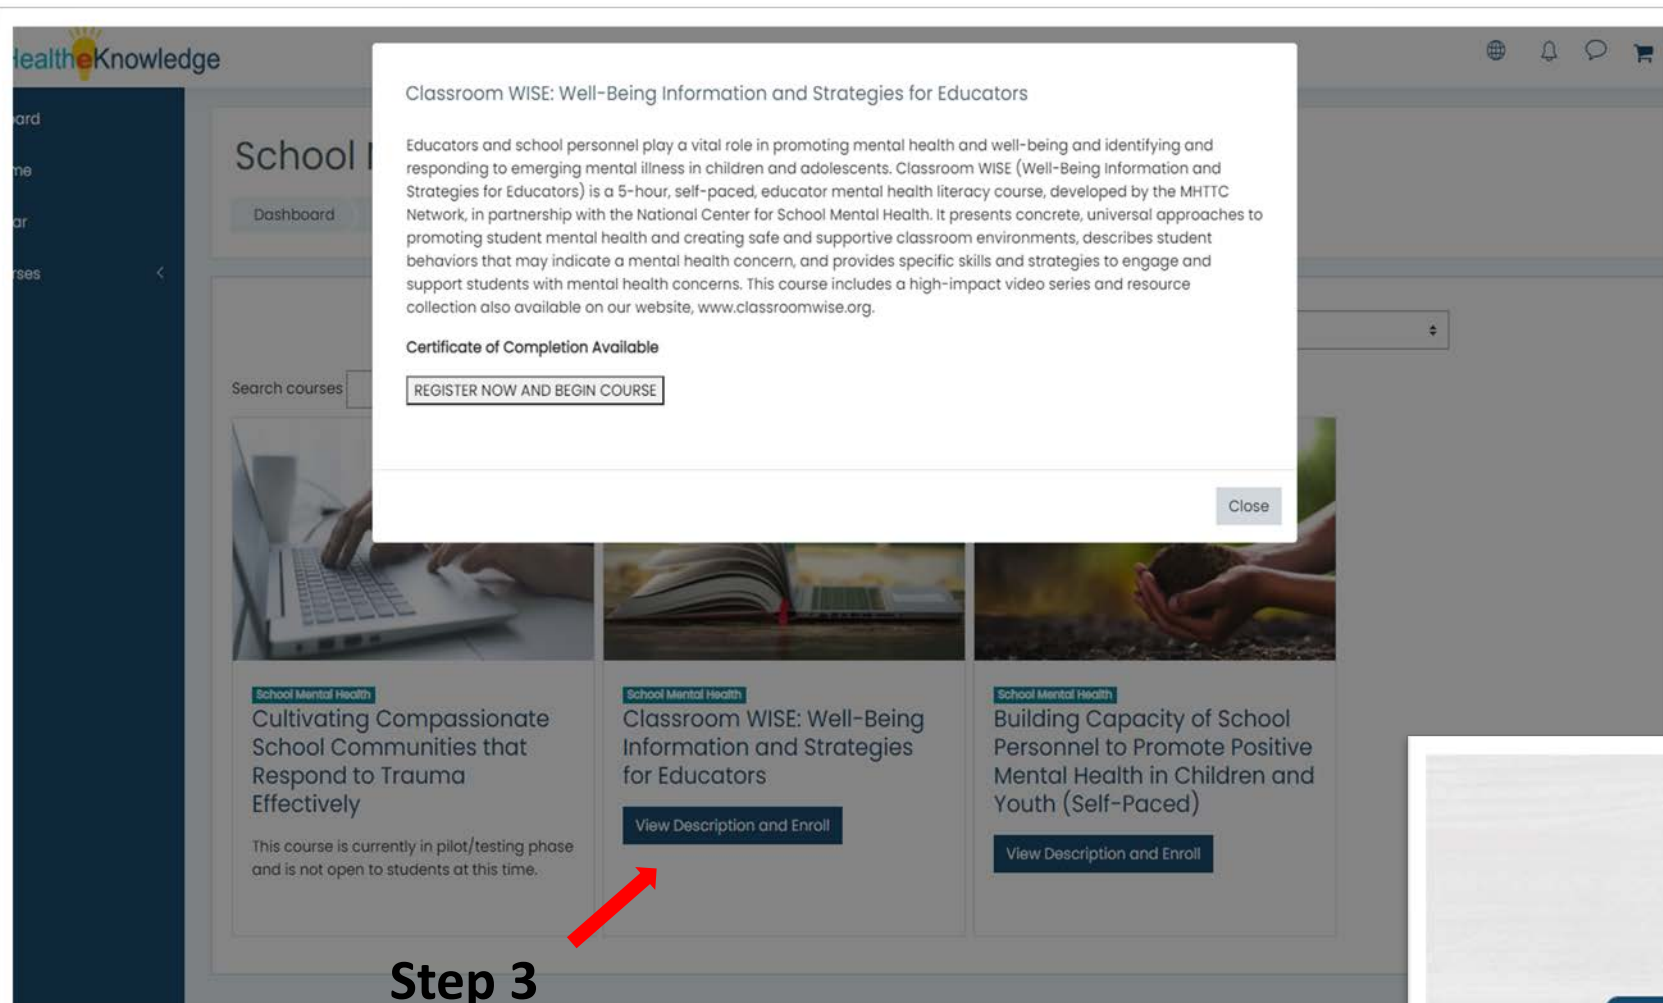 HealtheKnowledge
Classroom WISE: Well-Being Information and Strategies for Educators
Educators and school personnel play a vital role in promoting mental health and well-being and identifying and
responding to emerging mental illness in children and adolescents. Classroom WISE (Well-Being Information and
Strategies for Educators) is a 5-hour, self-paced, educator mental health literacy course, developed by the MHTTC
Network, in partnership with the National Center for School Mental Health. It presents concrete, universal approaches to
promoting student mental health and creating safe and supportive classroom environments, describes student
behaviors that may indicate a mental health concern, and provides specific skills and strategies to engage and
support students with mental health concerns. This course includes a high-impact video series and resource
collection also available on our website, www.classroomwise.org.
Certificate of Completion Available
REGISTER NOW AND BEGIN COURSE
Close
School
Dashboard
Search courses
School Mental Health
Cultivating Compassionate
School Communities that
Respond to Trauma
Effectively
This course is currently in pilot/testing phase
and is not open to students at this time.
School Mental Health
Classroom WISE: Well-Being
Information and Strategies
for Educators
View Description and Enroll
School Mental Health
Building Capacity of School
Personnel to Promote Positive
Mental Health in Children and
Youth (Self-Paced)
View Description and Enroll
Step 3